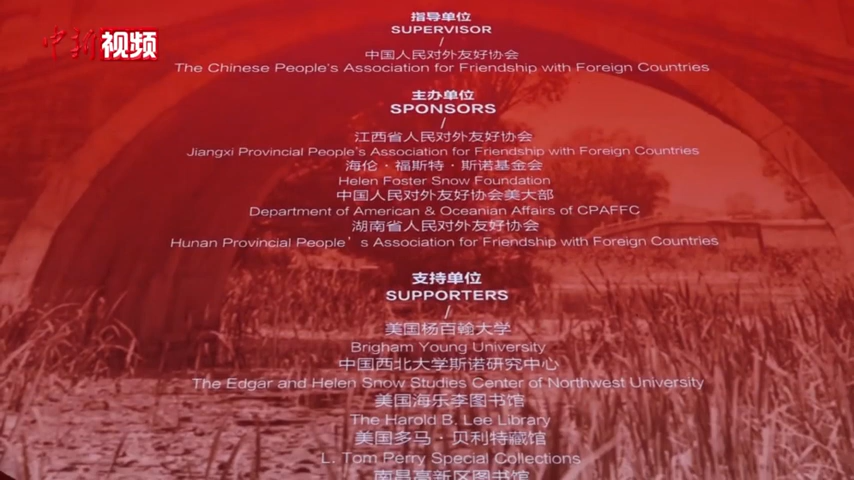 中新视频
指导单位
SUPERVISOR
/
中国人民对外友好协会
The Chinese People's Association for Friendship with Foreign Countries
主办单位
SPONSORS
/
江西省人民对外友好协会
Jiangxi Provincial People's Association for Friendship with Foreign Countries
海伦·福斯特·斯诺基金会
Helen Foster Snow Foundation
中国人民对外友好协会美大部
Department of American & Oceanian Affairs of CPAFFC
湖南省人民对外友好协会
Hunan Provincial People's Association for Friendship with Foreign Countries
支持单位
SUPPORTERS
/
美国杨百翰大学
Brigham Young University
中国西北大学斯诺研究中心
The Edgar and Helen Snow Studies Center of Northwest University
美国海乐李图书馆
The Harold B. Lee Library
美国多马·贝利特藏馆
L. Tom Perry Special Collections
南昌高新区图书馆